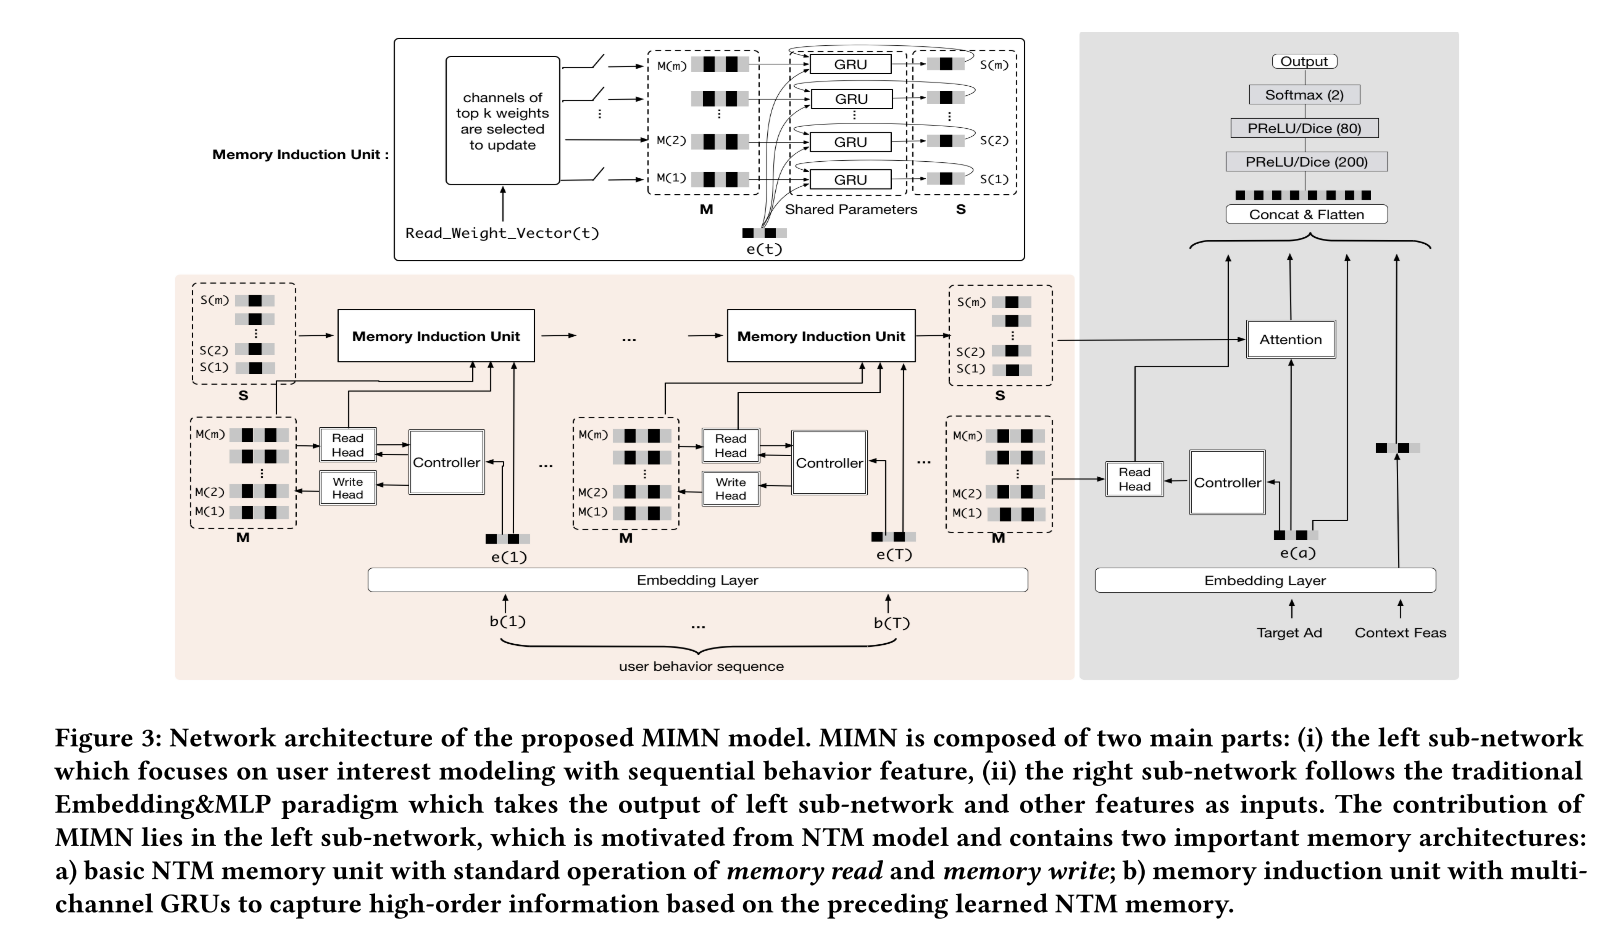 Memory Induction Unit :
channels of
top k weights
are selected
to update
Read_Weight_Vector(t)
M(m)
M(2)
M(1)
M
GRU
GRU
GRU
GRU
Shared Parameters
e(t)
S(m)
S(2)
S(1)
S
S(m)
S(2)
S(1)
S
Memory Induction Unit
...
Memory Induction Unit
S(m)
S(2)
S(1)
S
M(m)
M(2)
M(1)
M
Read
Head
Write
Head
Controller
...
M(m)
M(2)
M(1)
M
Read
Head
Write
Head
Controller
...
M(m)
M(2)
M(1)
M
e(1)
e(T)
Embedding Layer
b(1)
...
b(T)
user behavior sequence
Output
Softmax (2)
PReLU/Dice (80)
PReLU/Dice (200)
Concat & Flatten
Attention
Read
Head
Controller
e(a)
Embedding Layer
Target Ad
Context Feas
Figure 3: Network architecture of the proposed MIMN model. MIMN is composed of two main parts: (i) the left sub-network
which focuses on user interest modeling with sequential behavior feature, (ii) the right sub-network follows the traditional
Embedding&MLP paradigm which takes the output of left sub-network and other features as inputs. The contribution of
MIMN lies in the left sub-network, which is motivated from NTM model and contains two important memory architectures:
a) basic NTM memory unit with standard operation of memory read and memory write; b) memory induction unit with multi-
channel GRUs to capture high-order information based on the preceding learned NTM memory.